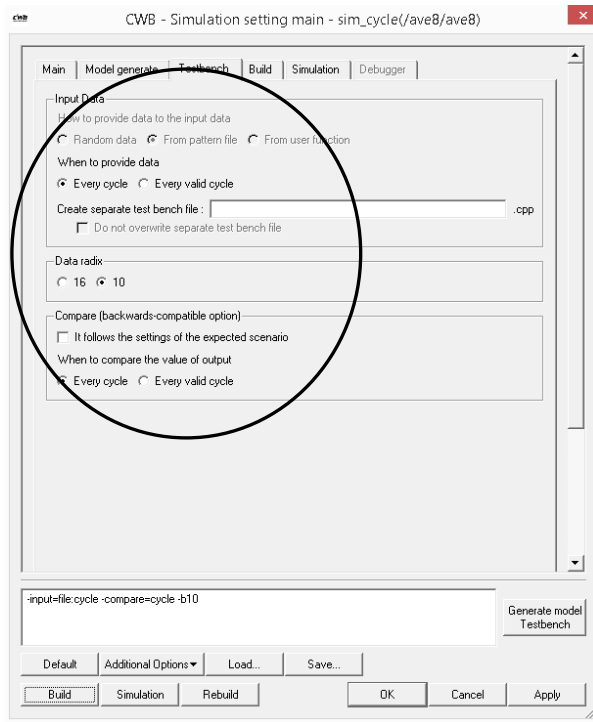 CWB
CWB - Simulation setting main - sim_cycle(/ave8/ave8)
Main Model generate Testbench Build Simulation Debugger
Input Data
How to provide data to the input data
Random data From pattern file From user function
When to provide data
Every cycle Every valid cycle
Create separate test bench file : .cpp
Do not overwrite separate test bench file
Data radix
16 10
Compare (backwards-compatible option)
It follows the settings of the expected scenario
When to compare the value of output
Every cycle Every valid cycle
-input=file:cycle -compare=cycle -b10
Generate model
Testbench
Default Additional Options Load... Save...
Build Simulation Rebuild OK Cancel Apply